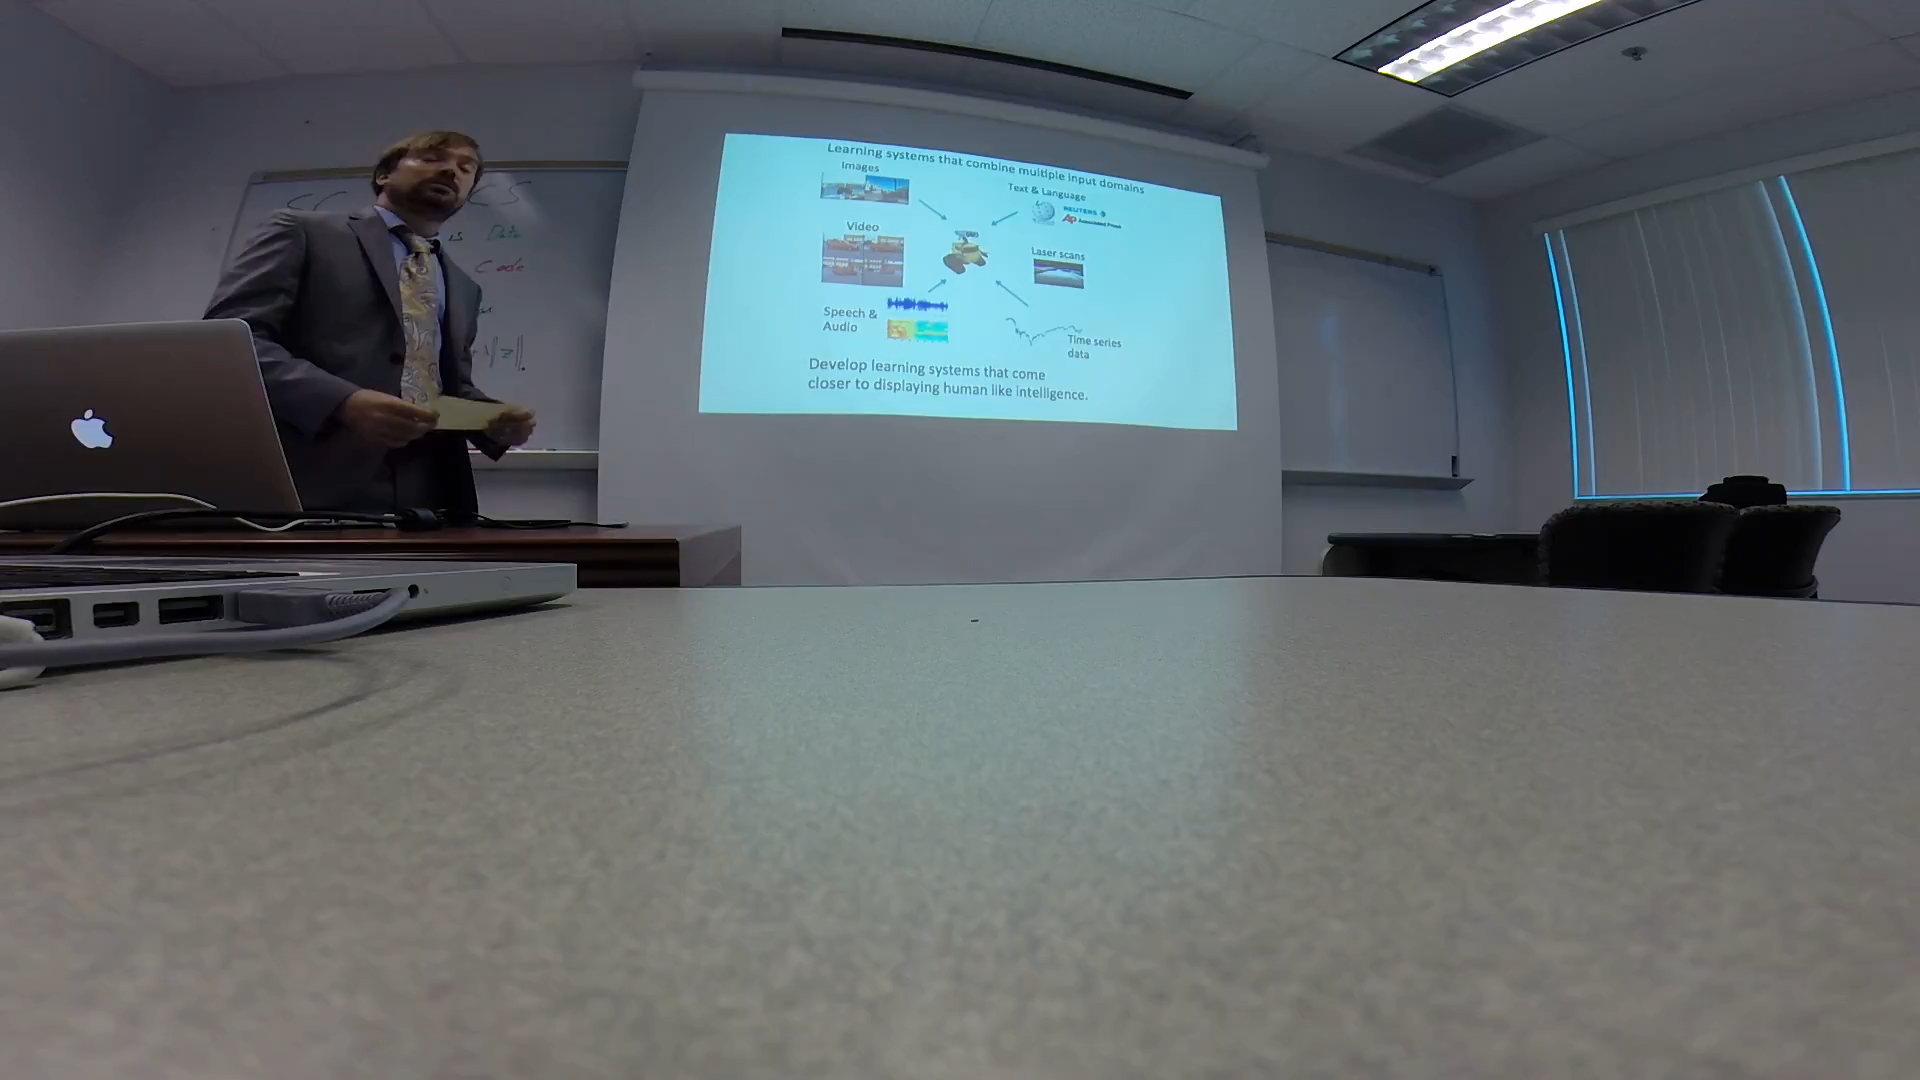 Learning systems that combine multiple input domains
Images
Text & Language
REUTERS
AP Associated Press
Video
Laser scans
Speech &
Audio
Time series
data
Develop learning systems that come
closer to displaying human like intelligence.
is Data
Code